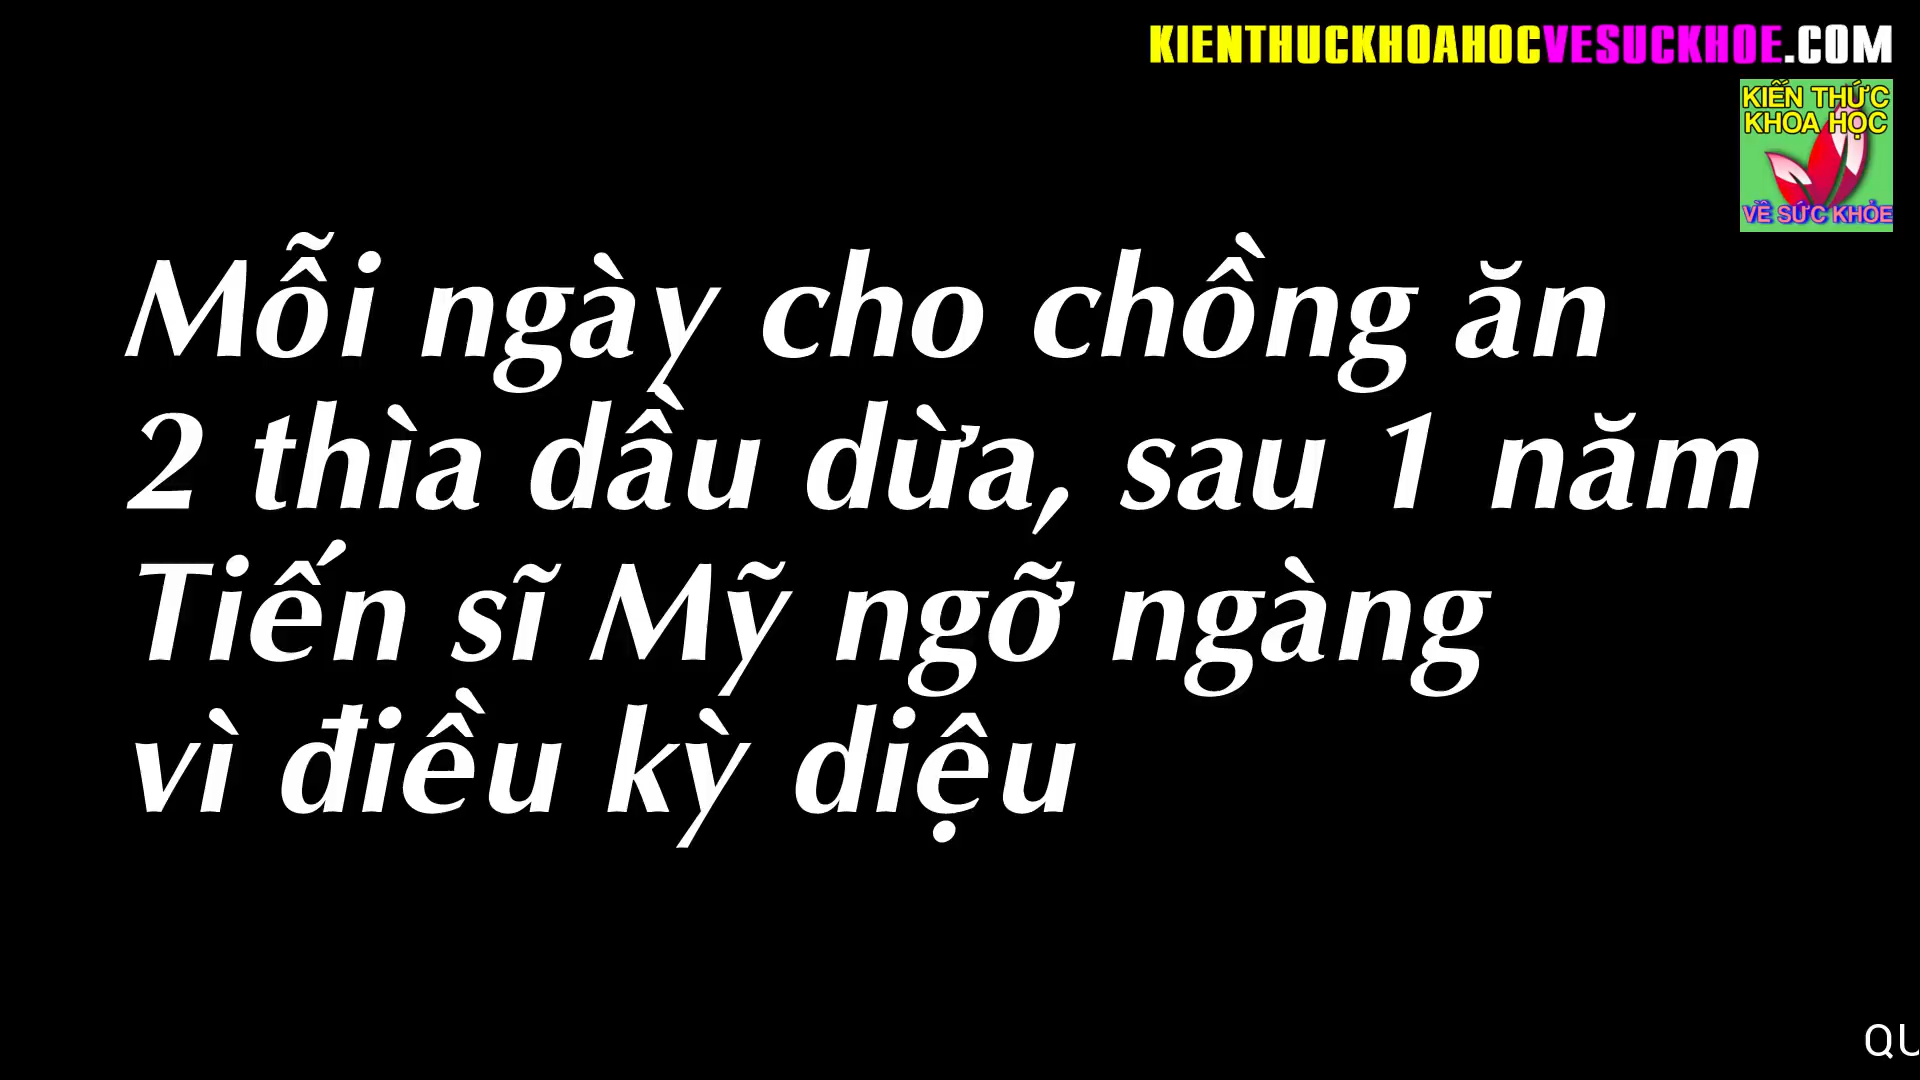 KIENTHUCKHOAHOCVESUCKHOE.COM
KIẾN THỨC
KHOA HỌC
VỀ SỨC KHỎE
Mỗi ngày cho chồng ăn
2 thìa dầu dừa, sau 1 năm
Tiến sĩ Mỹ ngỡ ngàng
vì điều kỳ diệu